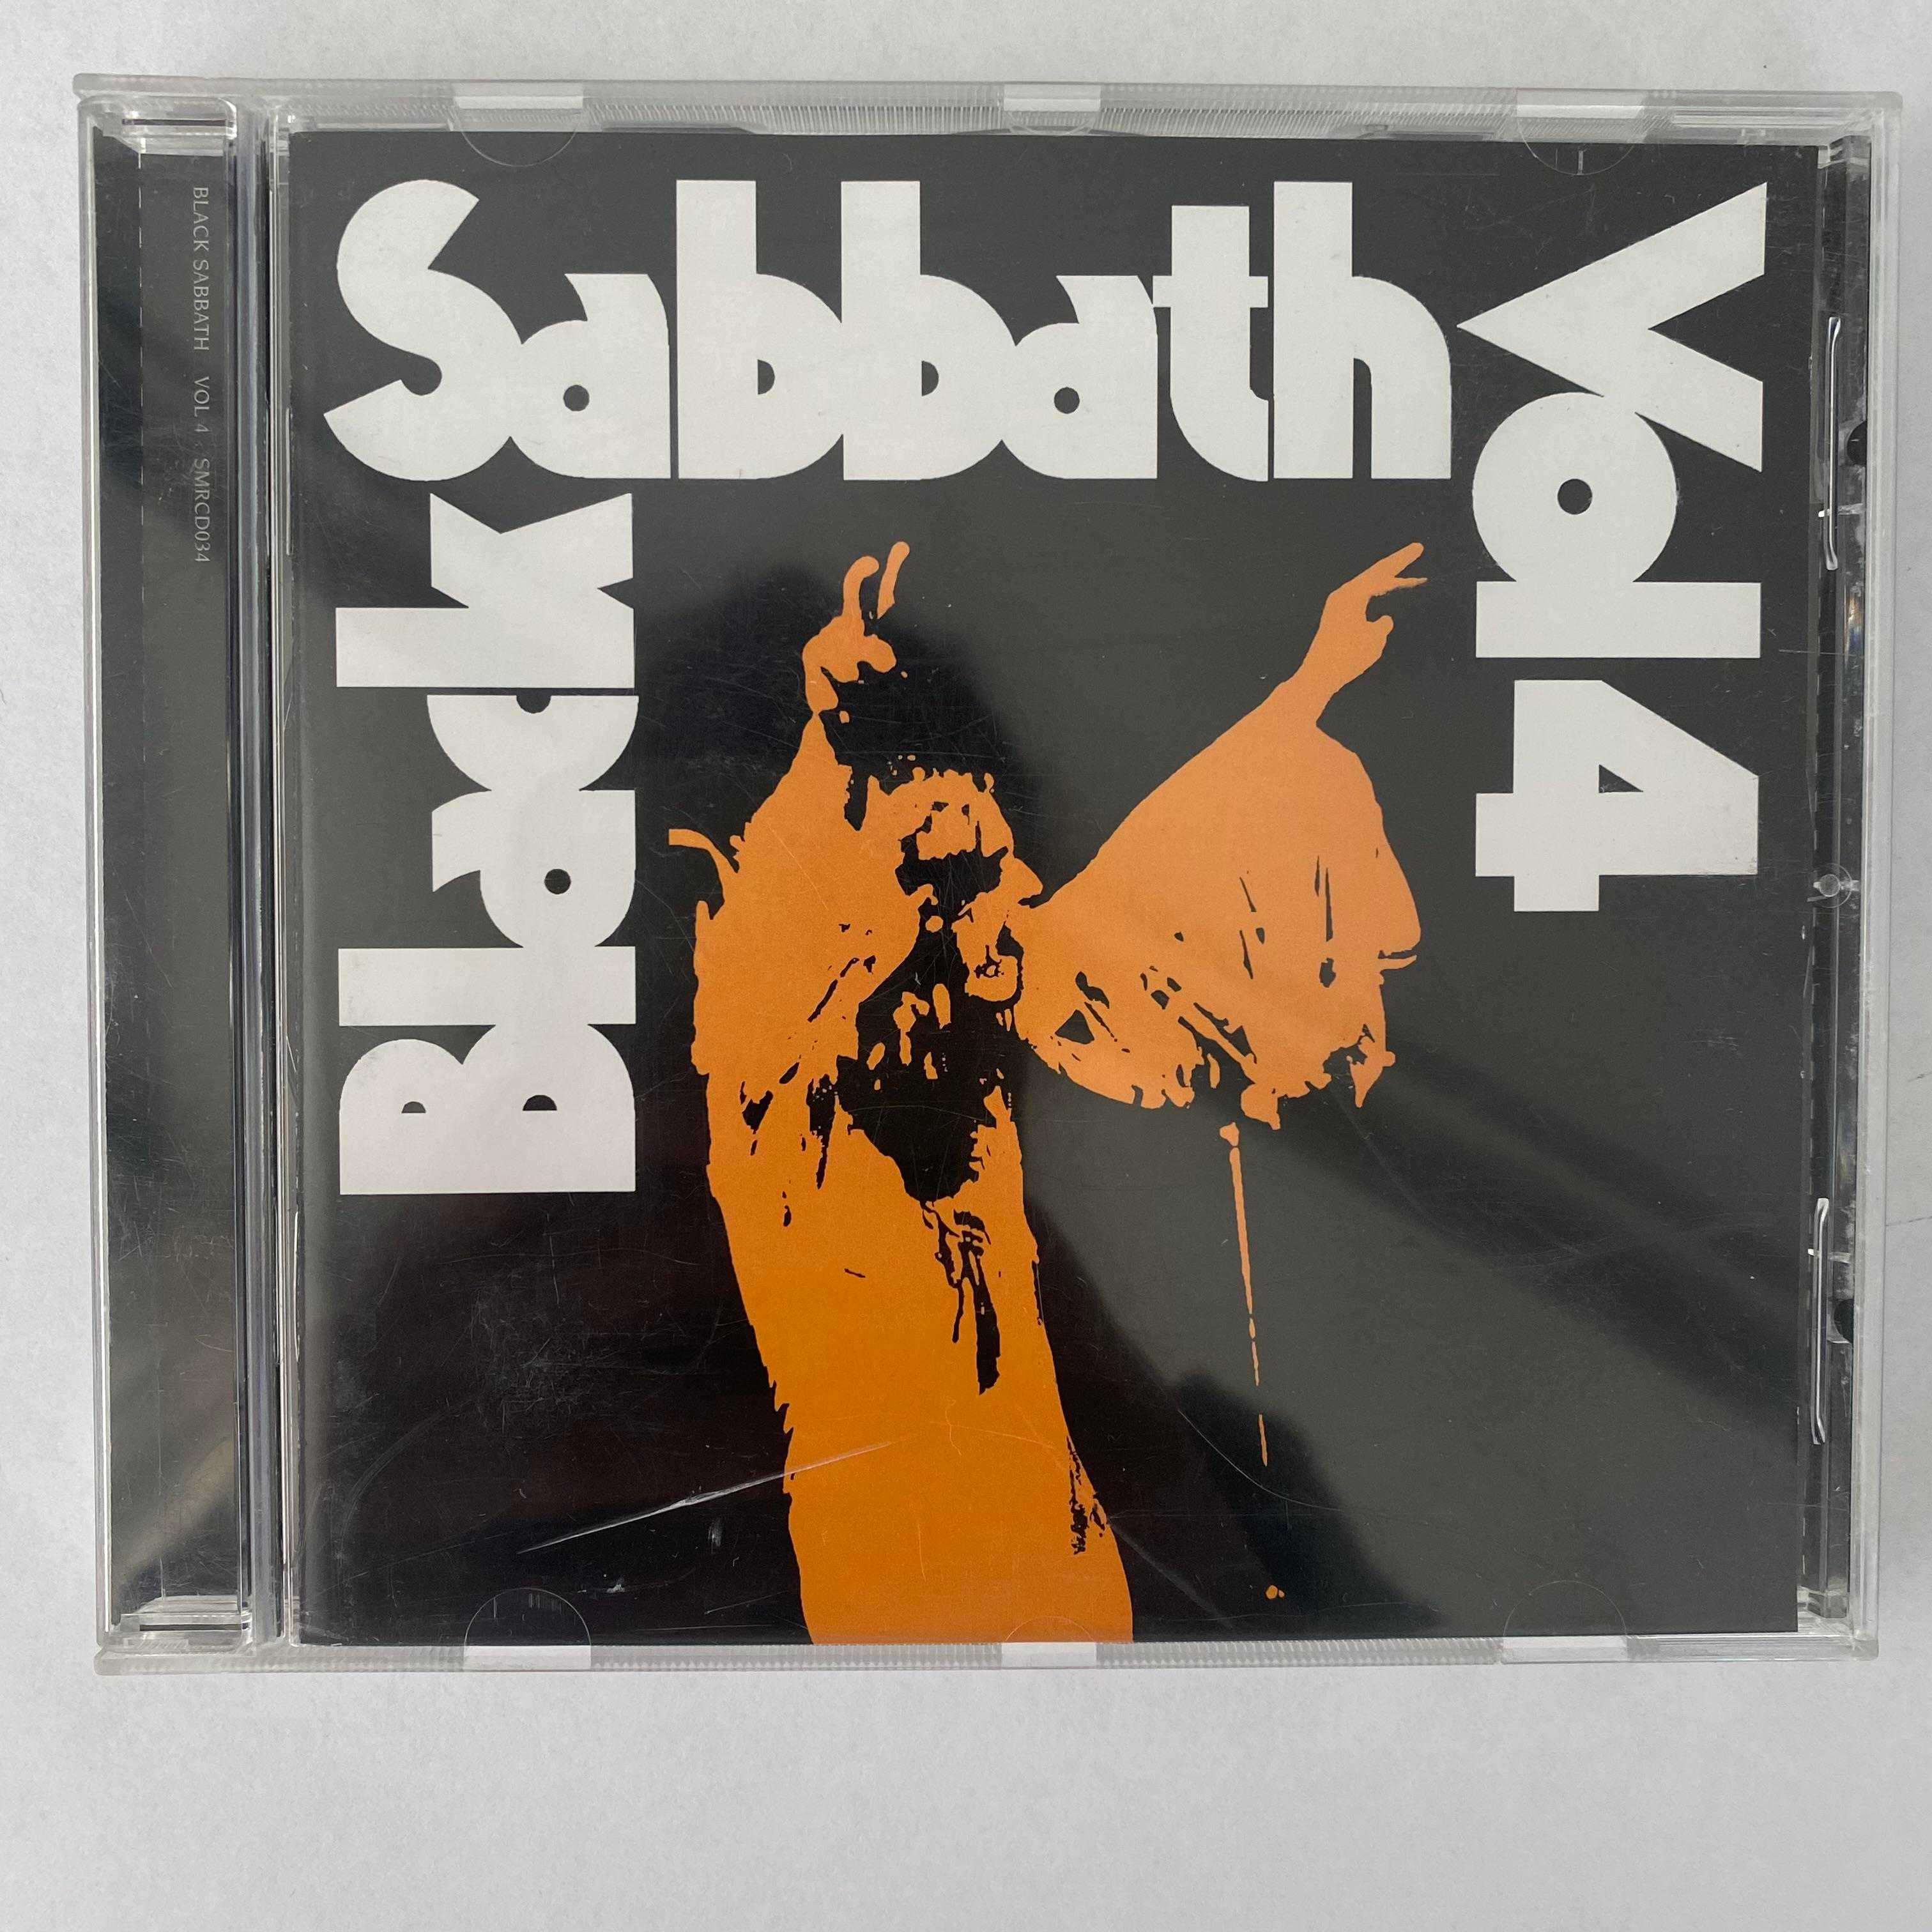 BLACK SABBATH VOL 4 SMRCD034
Black
Sabbath
Vol 4